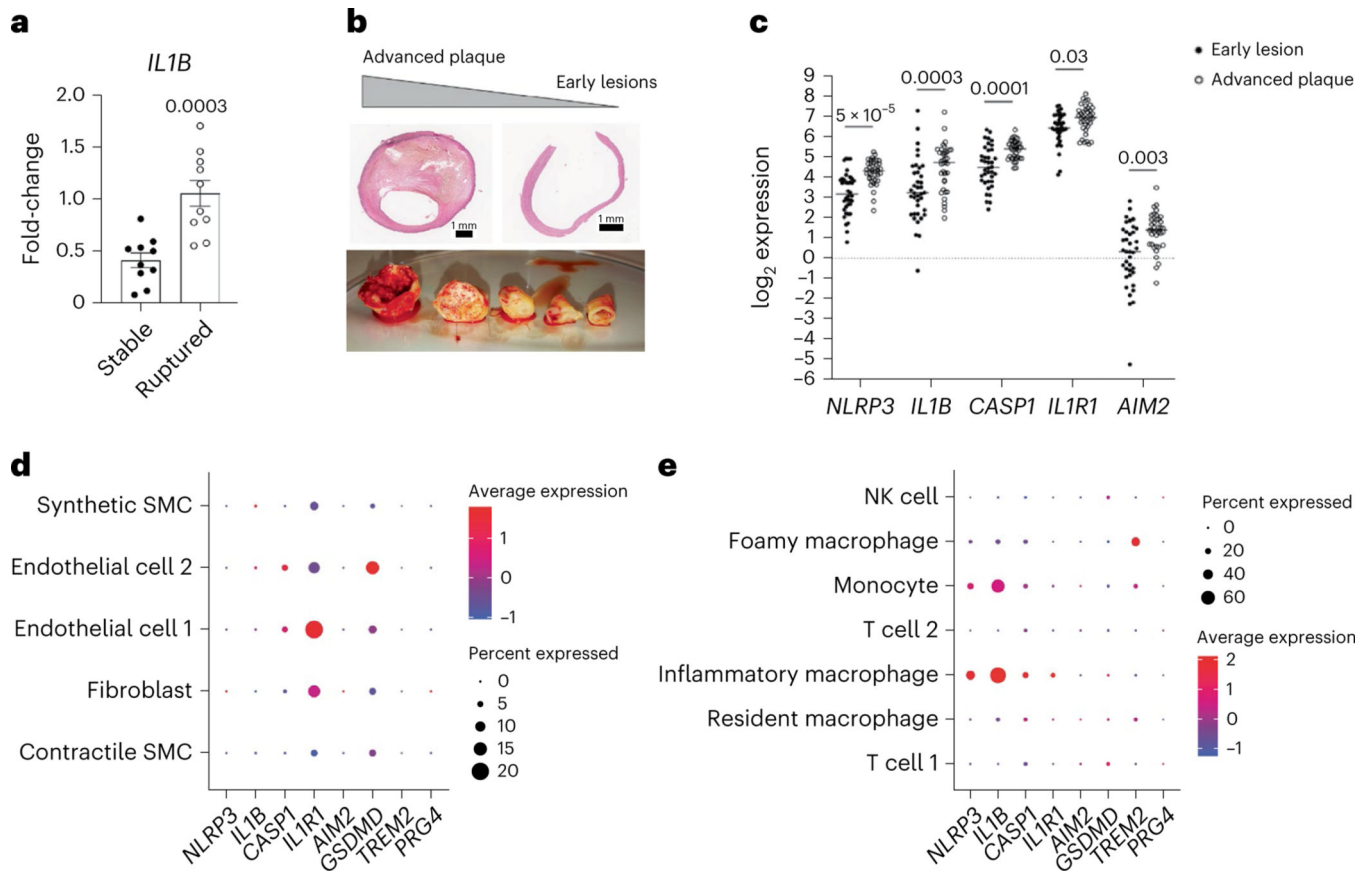 a
IL1B
2.0
1.5
1.0
0.5
0
Fold-change
0.0003
Stable
Ruptured
b
Advanced plaque
Early lesions
1 mm
1 mm
c
Early lesion
Advanced plaque
9
8
7
6
5
4
3
2
1
0
−1
−2
−3
−4
−5
−6
log2 expression
5 × 10−5
0.0003
0.0001
0.03
0.003
NLRP3
IL1B
CASP1
IL1R1
AIM2
d
Synthetic SMC
Endothelial cell 2
Endothelial cell 1
Fibroblast
Contractile SMC
NLRP3
IL1B
CASP1
IL1R1
AIM2
GSDMD
TREM2
PRG4
Average expression
1
0
−1
Percent expressed
0
5
10
15
20
e
NK cell
Foamy macrophage
Monocyte
T cell 2
Inflammatory macrophage
Resident macrophage
T cell 1
NLRP3
IL1B
CASP1
IL1R1
AIM2
GSDMD
TREM2
PRG4
Percent expressed
0
20
40
60
Average expression
2
1
0
−1